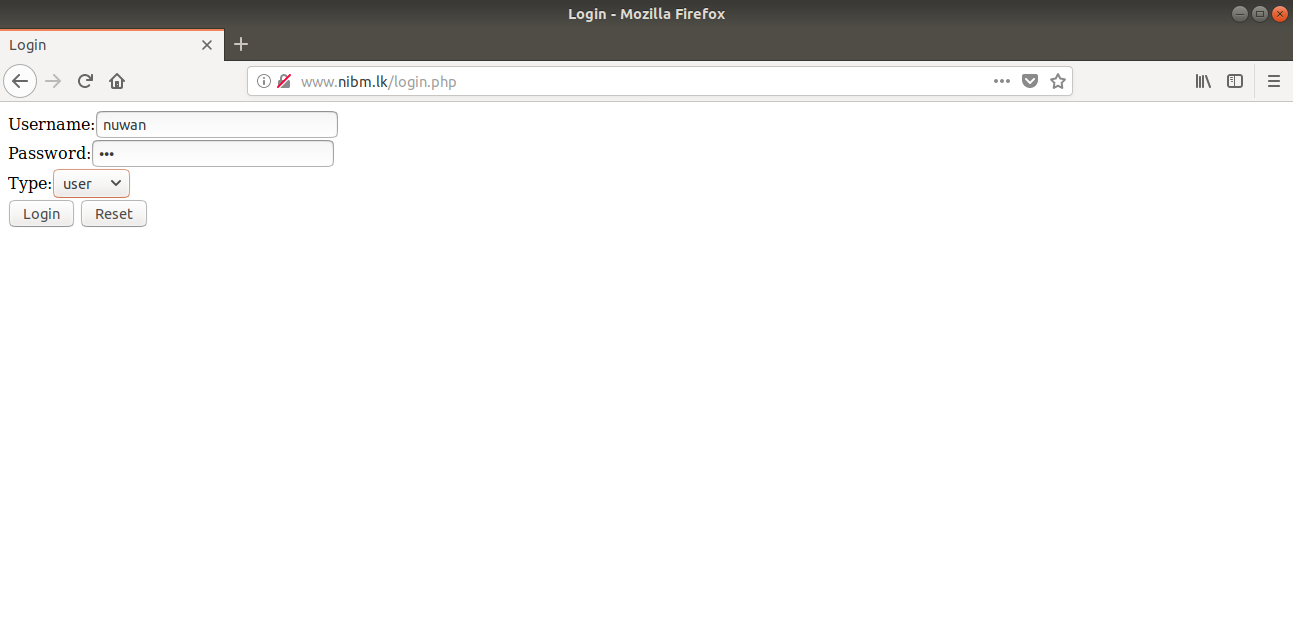 Login - Mozilla Firefox
Login
www.nibm.lk/login.php
Username: nuwan
Password: •••
Type: user
Login Reset